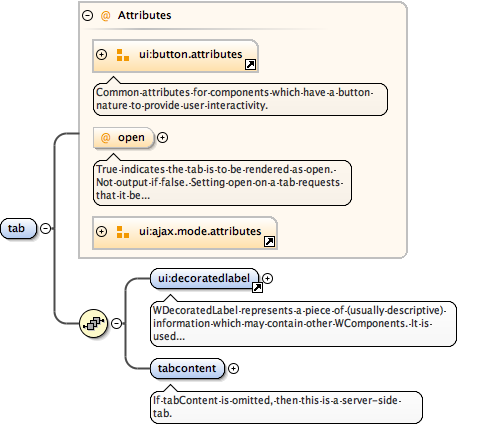 @ Attributes
ui:button.attributes
Common attributes for components which have a button
nature to provide user interactivity.
@ open
True indicates the tab is to be rendered as open.
Not output if false. Setting open on a tab requests
that it be...
ui:ajax.mode.attributes
tab
ui:decoratedlabel
WDecoratedLabel represents a piece of (usually descriptive)
information which may contain other WComponents. It is
used...
tabcontent
If tabContent is omitted, then this is a server-side
tab.